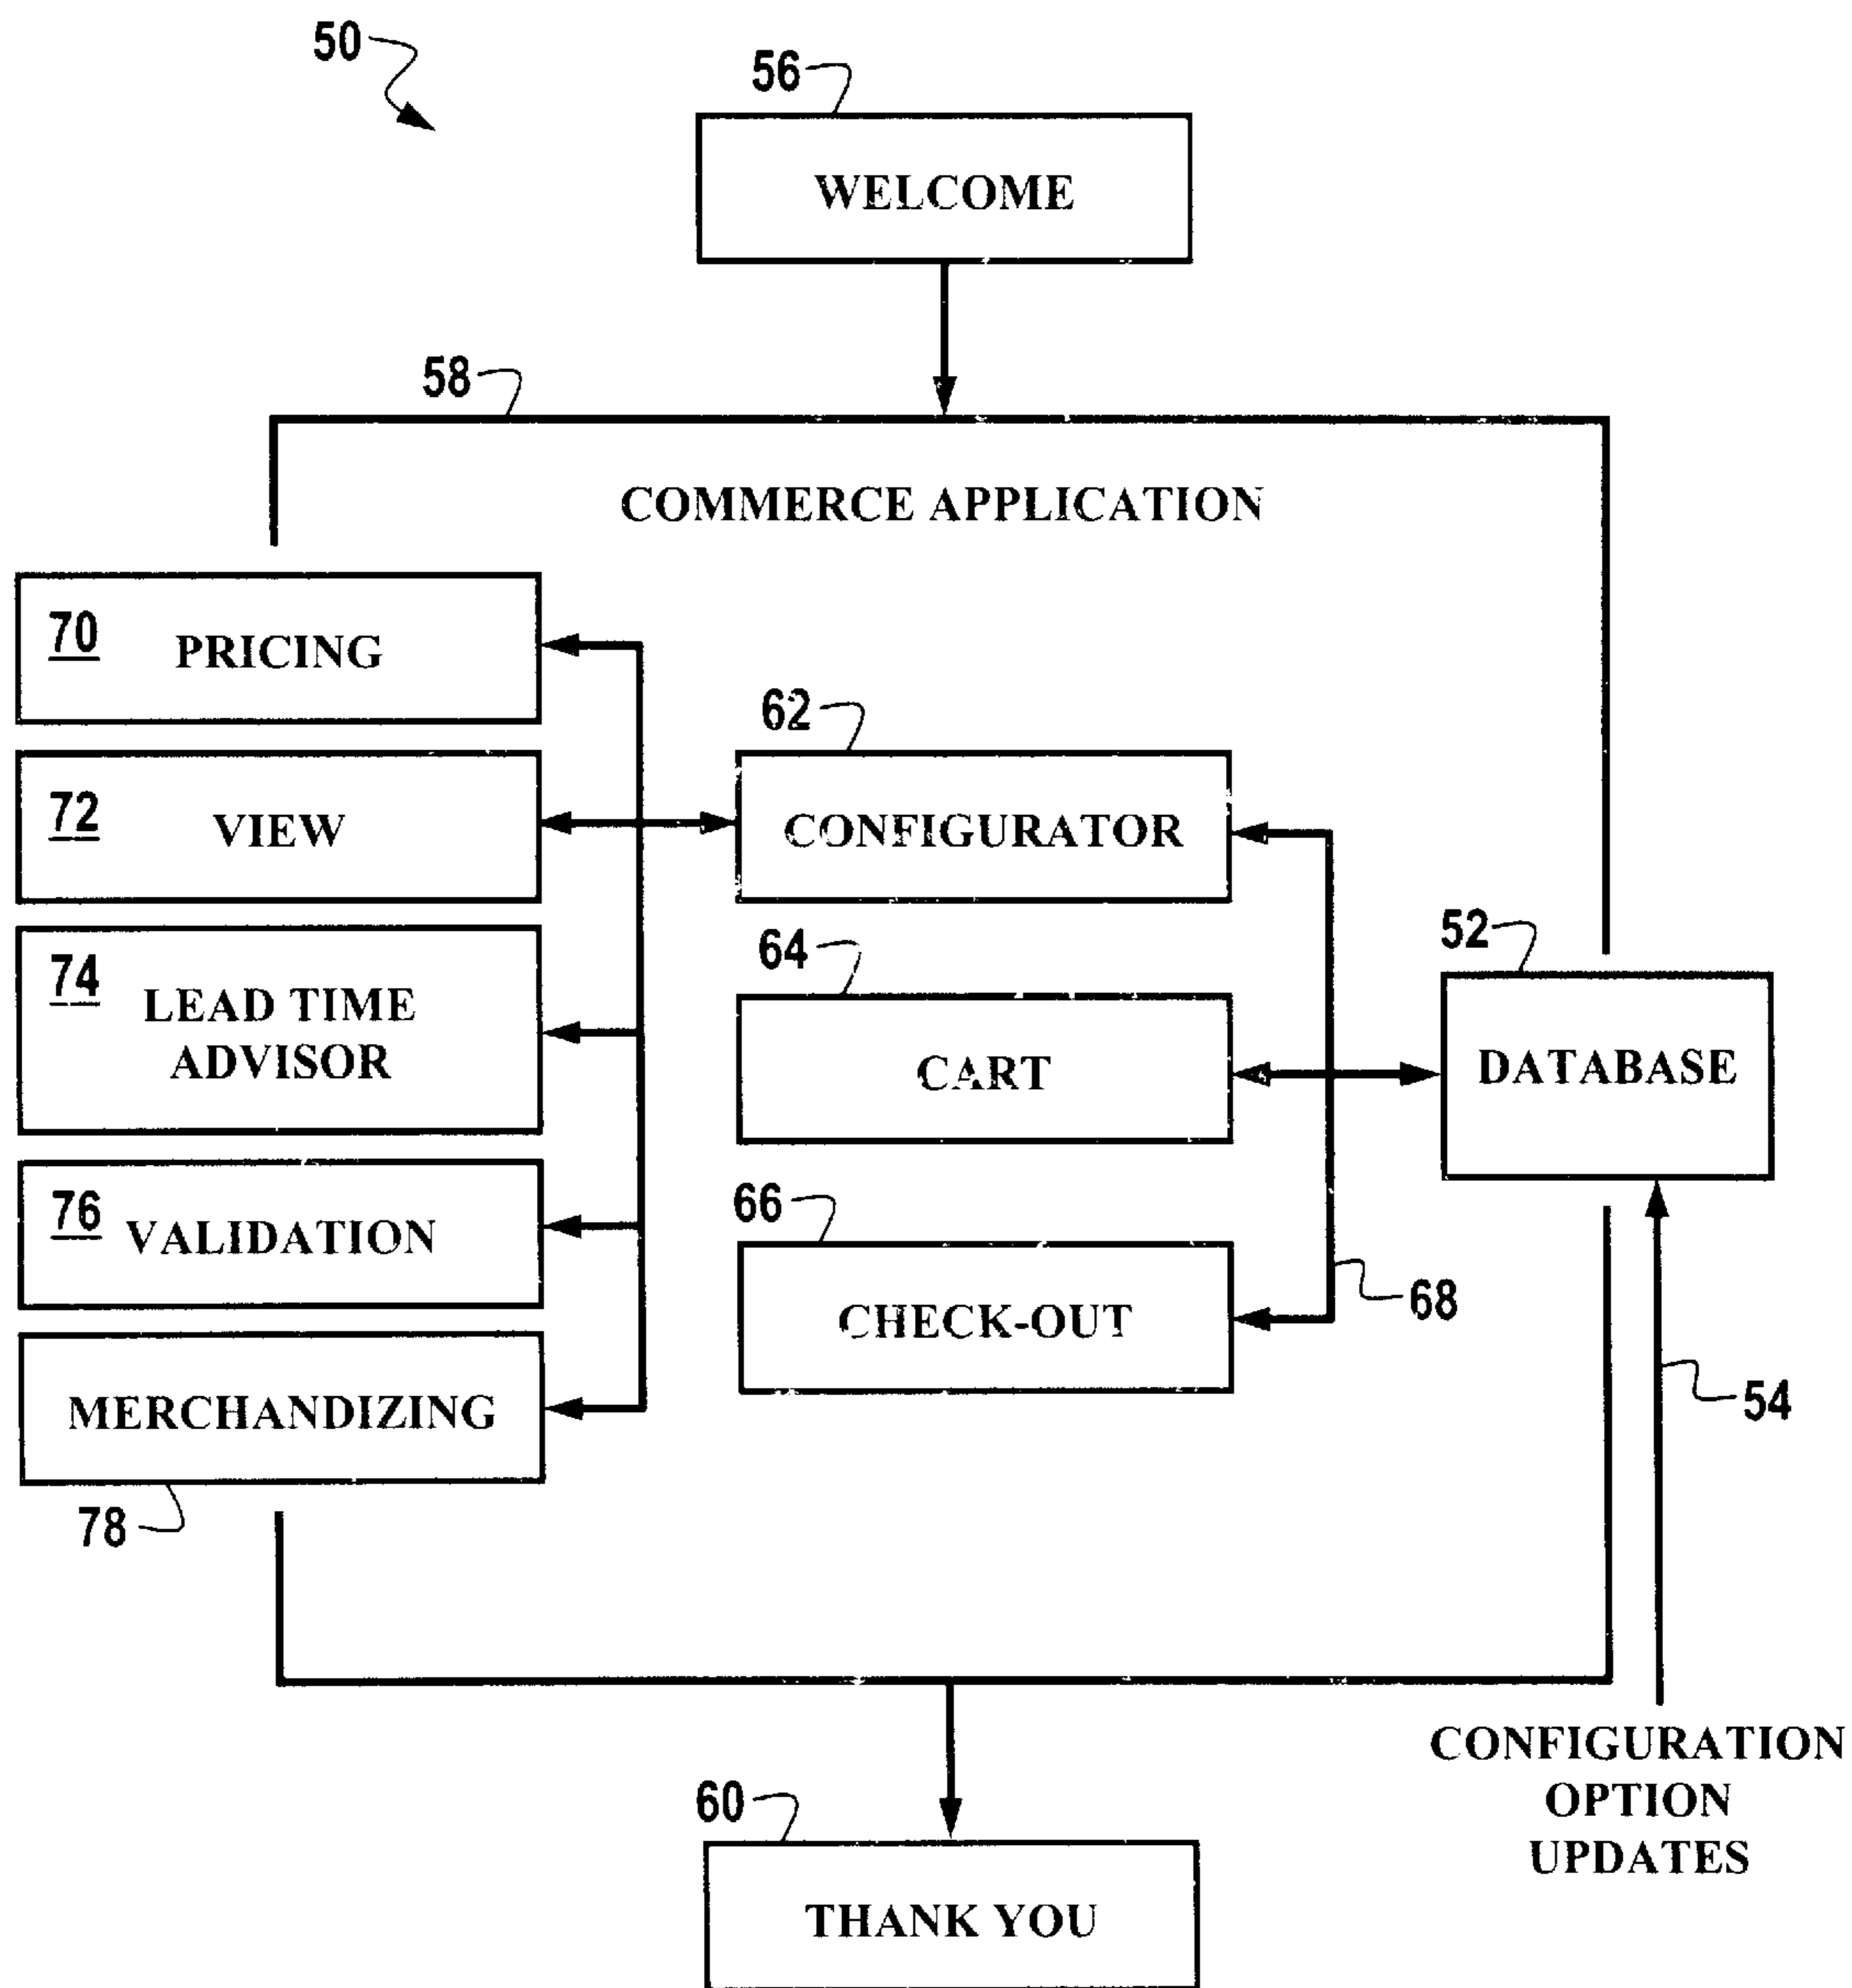 50
56
WELCOME
58
COMMERCE APPLICATION
70 PRICING
62
72 VIEW
CONFIGURATOR
74 LEAD TIME
ADVISOR
64
CART
52
DATABASE
76 VALIDATION
66
CHECK-OUT
68
MERCHANDIZING
54
78
CONFIGURATION
OPTION
UPDATES
60
THANK YOU